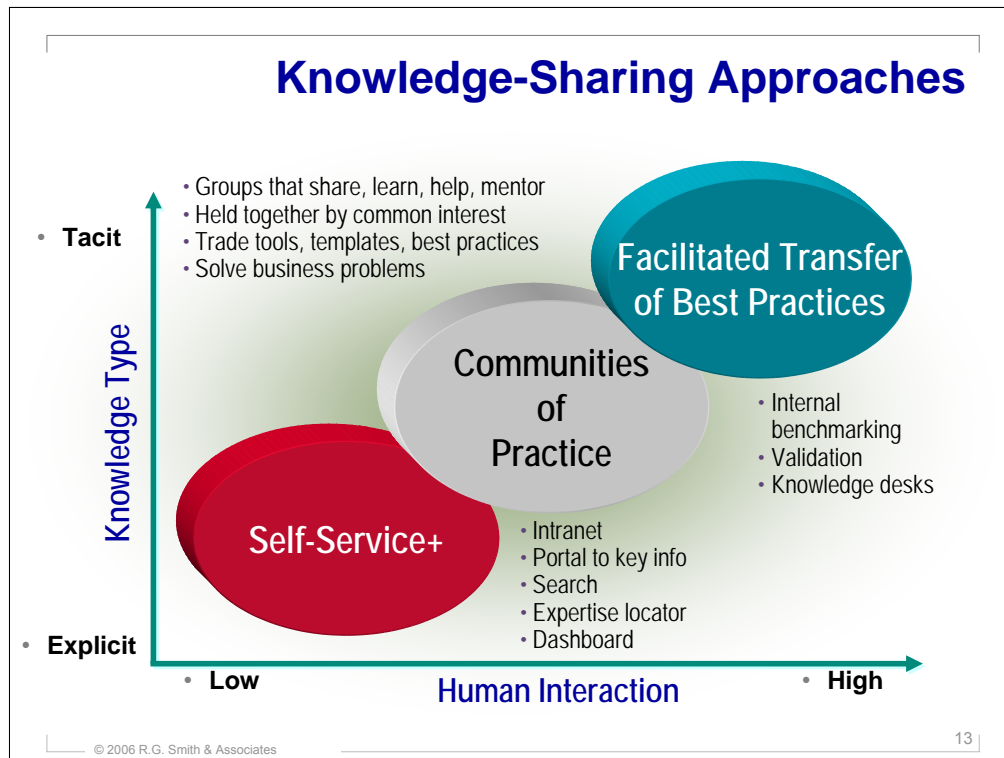 Knowledge-Sharing Approaches
• Groups that share, learn, help, mentor
• Held together by common interest
• Trade tools, templates, best practices
• Solve business problems
• Tacit
Knowledge Type
• Explicit
Facilitated Transfer
of Best Practices
Communities
of
Practice
Self-Service+
• Internal
benchmarking
• Validation
• Knowledge desks
• Intranet
• Portal to key info
• Search
• Expertise locator
• Dashboard
• Low
Human Interaction
• High
© 2006 R.G. Smith & Associates
13